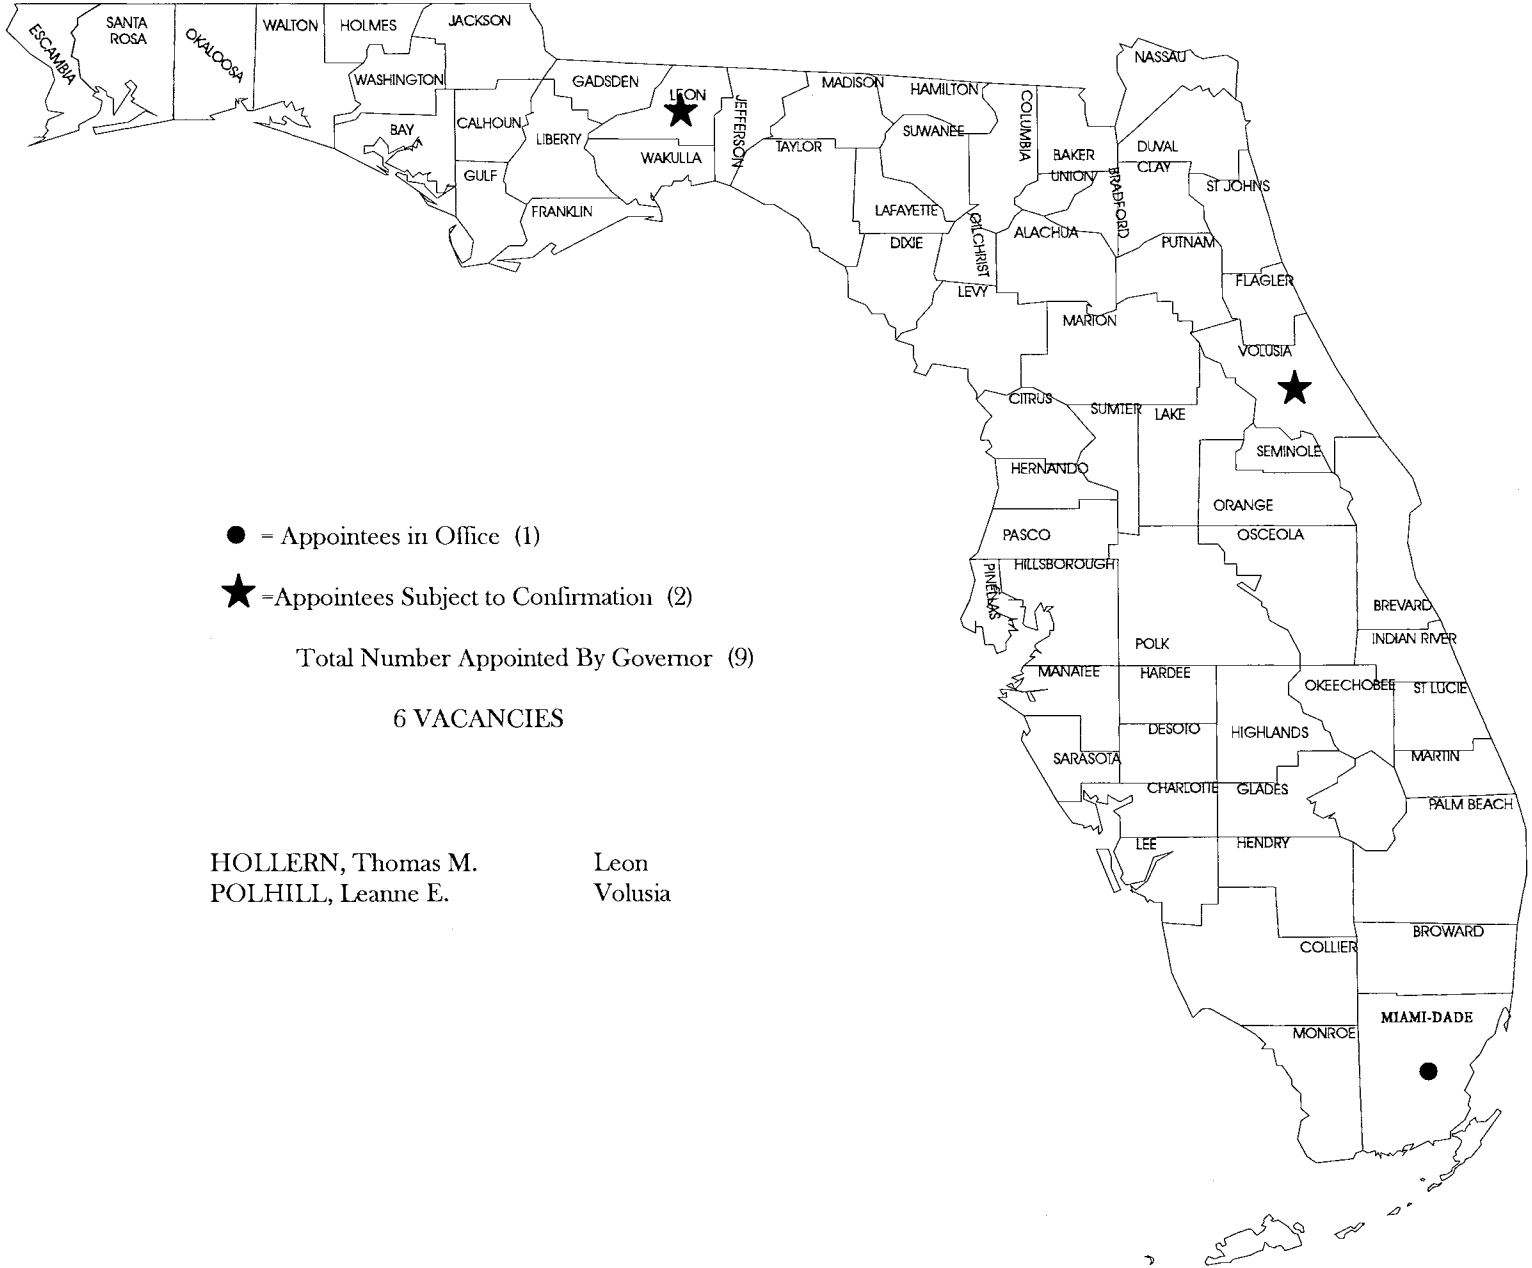 ESCAMBIA
SANTA
ROSA
OKALOOSA
WALTON
HOLMES
JACKSON
WASHINGTON
BAY
CALHOUN
GULF
GADSDEN
LIBERTY
FRANKLIN
LEON
WAKULLA
JEFFERSON
MADISON
TAYLOR
HAMILTON
SUWANEE
LAFAYETTE
DIXIE
COLUMBIA
GILCHRIST
BAKER
UNION
BRADFORD
ALACHUA
LEVY
NASSAU
DUVAL
CLAY
ST JOHNS
PUTNAM
FLAGLER
MARION
VOLUSIA
CITRUS
SUMTER
LAKE
SEMINOLE
HERNANDO
ORANGE
PASCO
OSCEOLA
HILLSBOROUGH
PINELLAS
BREVARD
INDIAN RIVER
POLK
MANATEE
HARDEE
OKEECHOBEE
ST LUCIE
DESOTO
HIGHLANDS
SARASOTA
MARTIN
CHARLOTTE
GLADES
PALM BEACH
LEE
HENDRY
BROWARD
COLLIER
MIAMI-DADE
MONROE
= Appointees in Office (1)
=Appointees Subject to Confirmation (2)
Total Number Appointed By Governor (9)
6 VACANCIES
HOLLERN, Thomas M. Leon
POLHILL, Leanne E. Volusia